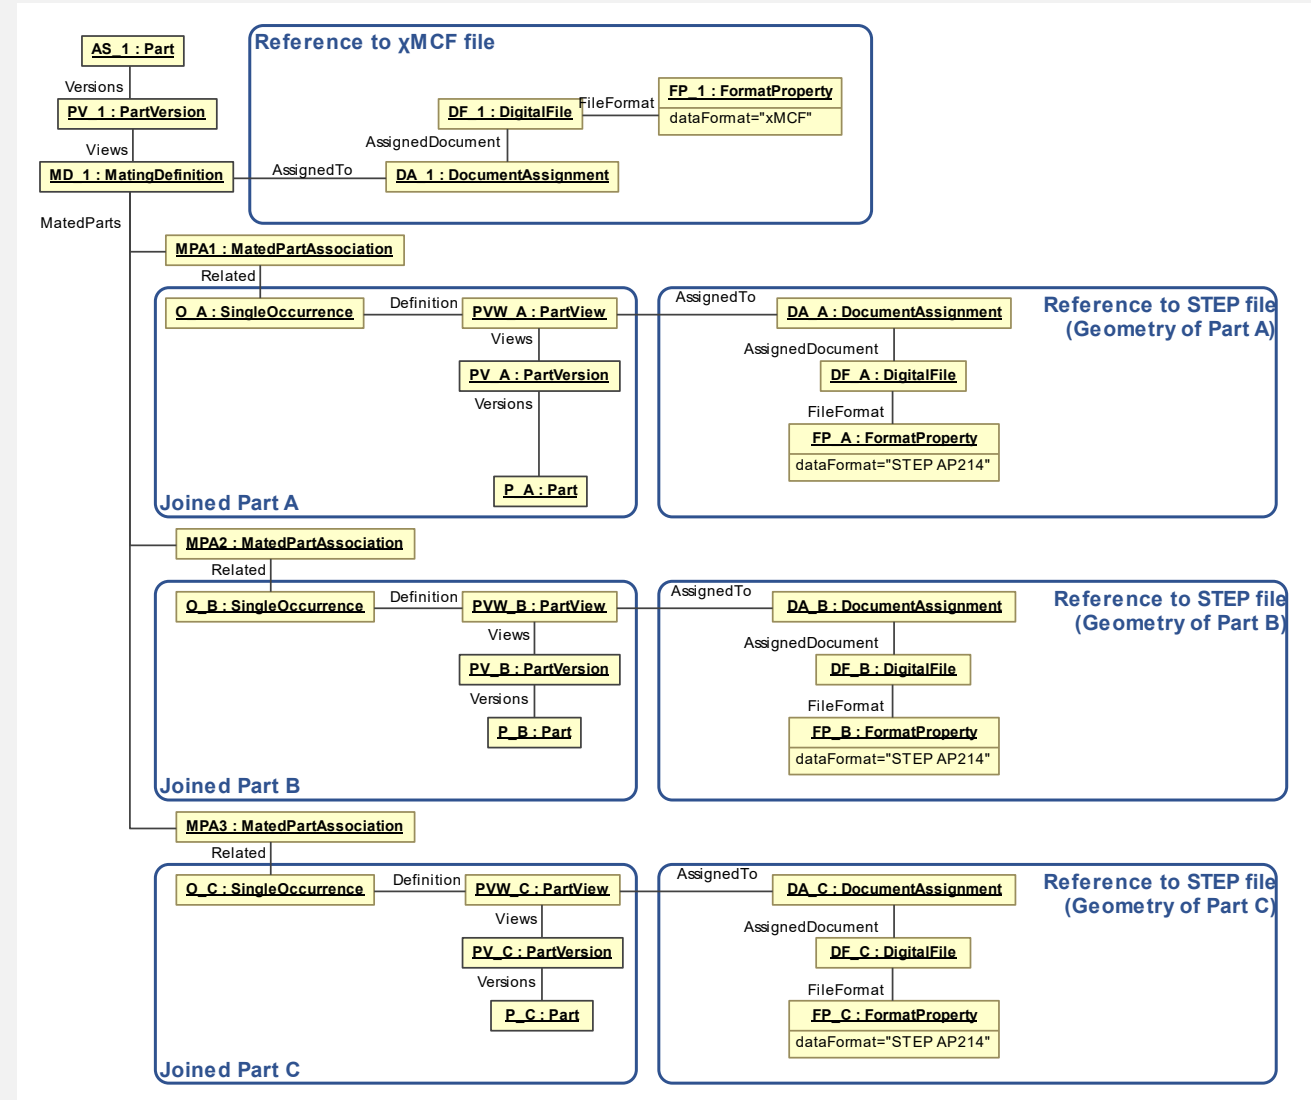 AS_1 : Part
Versions
PV_1 : PartVersion
Views
MD_1 : MatingDefinition
MatedParts
Reference to χMCF file
DF_1 : DigitalFile
FileFormat
FP_1 : FormatProperty
dataFormat="xMCF"
AssignedDocument
AssignedTo
DA_1 : DocumentAssignment
MPA1 : MatedPartAssociation
Related
O_A : SingleOccurrence
Definition
PVW_A : PartView
Views
PV_A : PartVersion
Versions
P_A : Part
Joined Part A
AssignedTo
DA_A : DocumentAssignment
Reference to STEP file
(Geometry of Part A)
AssignedDocument
DF_A : DigitalFile
FileFormat
FP_A : FormatProperty
dataFormat="STEP AP214"
MPA2 : MatedPartAssociation
Related
O_B : SingleOccurrence
Definition
PVW_B : PartView
Views
PV_B : PartVersion
Versions
P_B : Part
Joined Part B
AssignedTo
DA_B : DocumentAssignment
Reference to STEP file
(Geometry of Part B)
AssignedDocument
DF_B : DigitalFile
FileFormat
FP_B : FormatProperty
dataFormat="STEP AP214"
MPA3 : MatedPartAssociation
Related
O_C : SingleOccurrence
Definition
PVW_C : PartView
Views
PV_C : PartVersion
Versions
P_C : Part
Joined Part C
AssignedTo
DA_C : DocumentAssignment
Reference to STEP file
(Geometry of Part C)
AssignedDocument
DF_C : DigitalFile
FileFormat
FP_C : FormatProperty
dataFormat="STEP AP214"